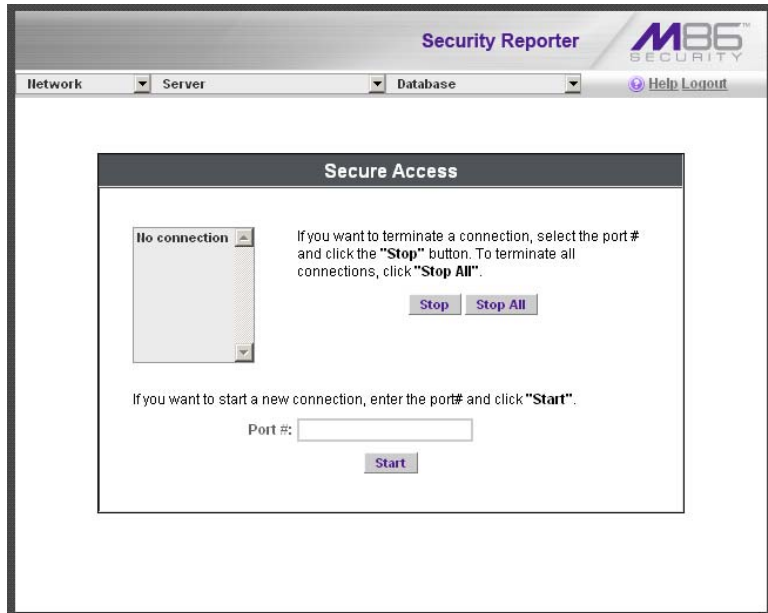 Security Reporter
M86
SECURITY
™
Network Server Database Help Logout
Secure Access
No connection
If you want to terminate a connection, select the port #
and click the "Stop" button. To terminate all
connections, click "Stop All".
Stop Stop All
If you want to start a new connection, enter the port# and click "Start".
Port #:
Start